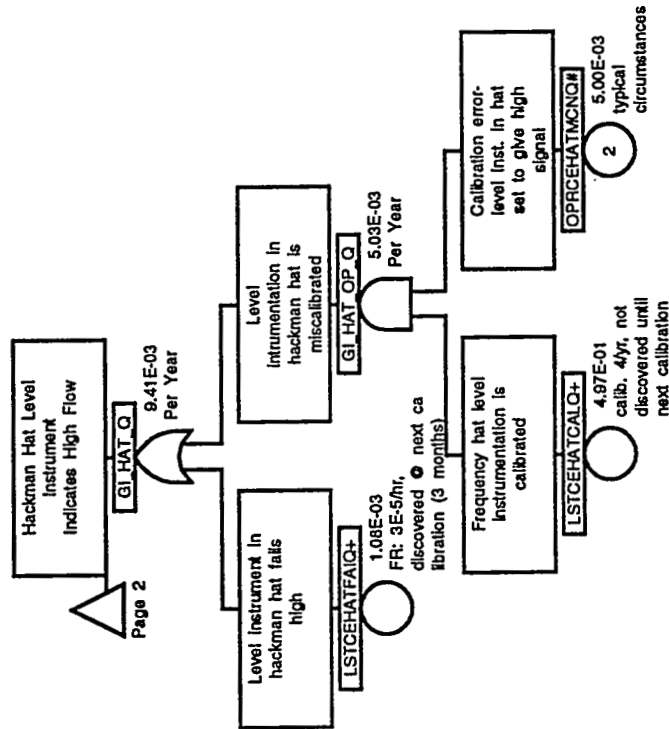 Hackman Hat Level
Instrument
Indicates High Flow
GI_HAT_Q
9.41E-03
Per Year
Page 2
Level Instrument in
hackman hat fails
high
LSTCEHATFAIQ+
1.08E-03
FR: 3E-5/hr,
discovered @ next ca
libration (3 months)
Level
Intrumentation in
hackman hat is
miscalibrated
GI_HAT_OP_Q
5.03E-03
Per Year
Frequency hat level
Instrumentation is
calibrated
LSTCEHATCALQ+
4.97E-01
calib. 4/yr, not
discovered until
next calibration
Calibration error-
level Inst. In hat
set to give high
signal
OPRCEHATMCNQ#
2
5.00E-03
typical
circumstances